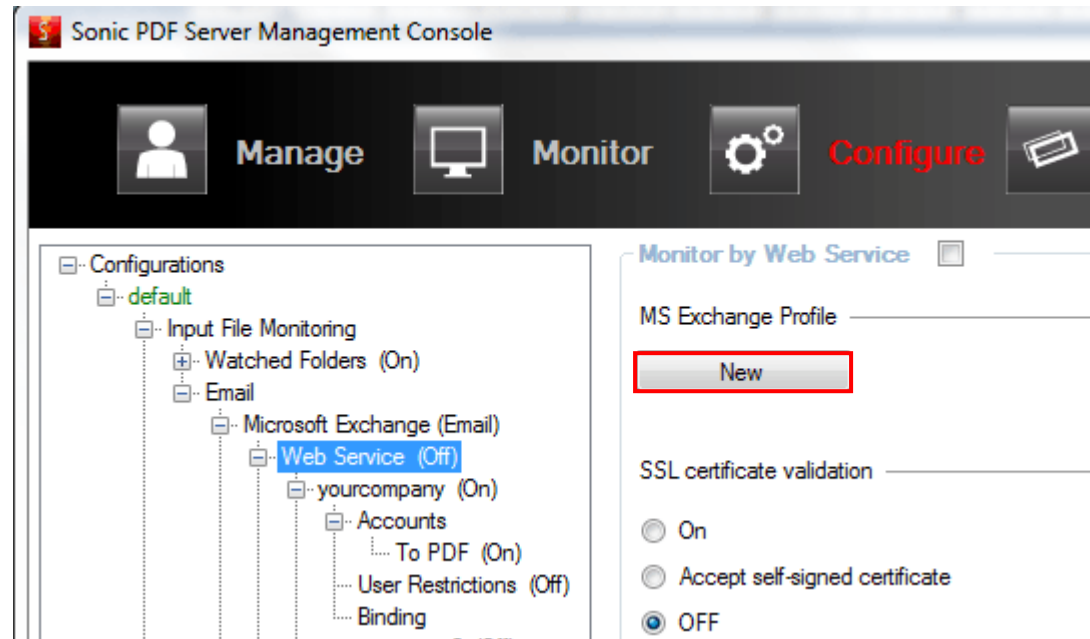 Sonic PDF Server Management Console
Manage Monitor Configure
Configurations
default
Input File Monitoring
Watched Folders (On)
Email
Microsoft Exchange (Email)
Web Service (Off)
yourcompany (On)
Accounts
To PDF (On)
User Restrictions (Off)
Binding
Monitor by Web Service
MS Exchange Profile
New
SSL certificate validation
On
Accept self-signed certificate
OFF